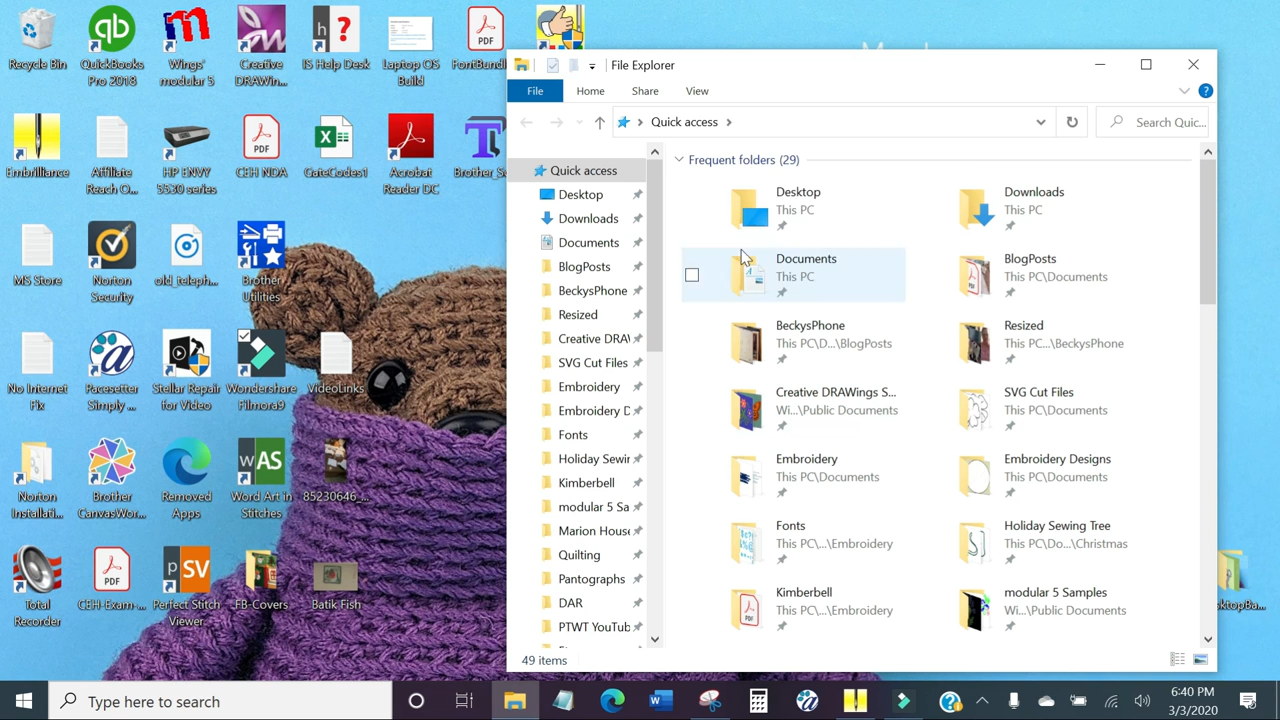 Recycle Bin
QuickBooks
Pro 2018
Wings'
modular 5
Creative
DRAWin...
IS Help Desk
Laptop OS
Build
PDF
FontBundl
Embrilliance
Affiliate
Reach O...
HP ENVY
5530 series
CEH NDA
GateCodes1
Acrobat
Reader DC
Brother_S
MS Store
Norton
Security
old_teleph...
Brother
Utilities
No Internet
Fix
Pacesetter
Simply ...
Stellar Repair
for Video
Wondershare
Filmora9
VideoLinks
Norton
Installati...
Brother
CanvasWor...
Removed
Apps
Word Art in
Stitches
85230646_...
Total
Recorder
CEH-Exam-...
Perfect Stitch
Viewer
_FB-Covers
Batik Fish
File Explorer
File Home Share View
Quick access
Search Quic...
Quick access
Desktop
Downloads
Documents
BlogPosts
BeckysPhone
Resized
Creative DRAW
SVG Cut Files
Embroidery
Embroidery D
Fonts
Holiday Sewir
Kimberbell
modular 5 Sa
Marion House
Quilting
Pantographs
DAR
PTWT YouTub
Frequent folders (29)
Desktop
This PC
Downloads
This PC
Documents
This PC
BlogPosts
This PC\Documents
BeckysPhone
This PC\D...\BlogPosts
Resized
This PC...\BeckysPhone
Creative DRAWings S...
Wi...\Public Documents
SVG Cut Files
This PC\Documents
Embroidery
This PC\Documents
Embroidery Designs
This PC\Documents
Fonts
This PC\...\Embroidery
Holiday Sewing Tree
This PC\Do...\Christmas
Kimberbell
This PC\...\Embroidery
modular 5 Samples
Wi...\Public Documents
49 items
sktopBa...
Type here to search
6:40 PM
3/3/2020